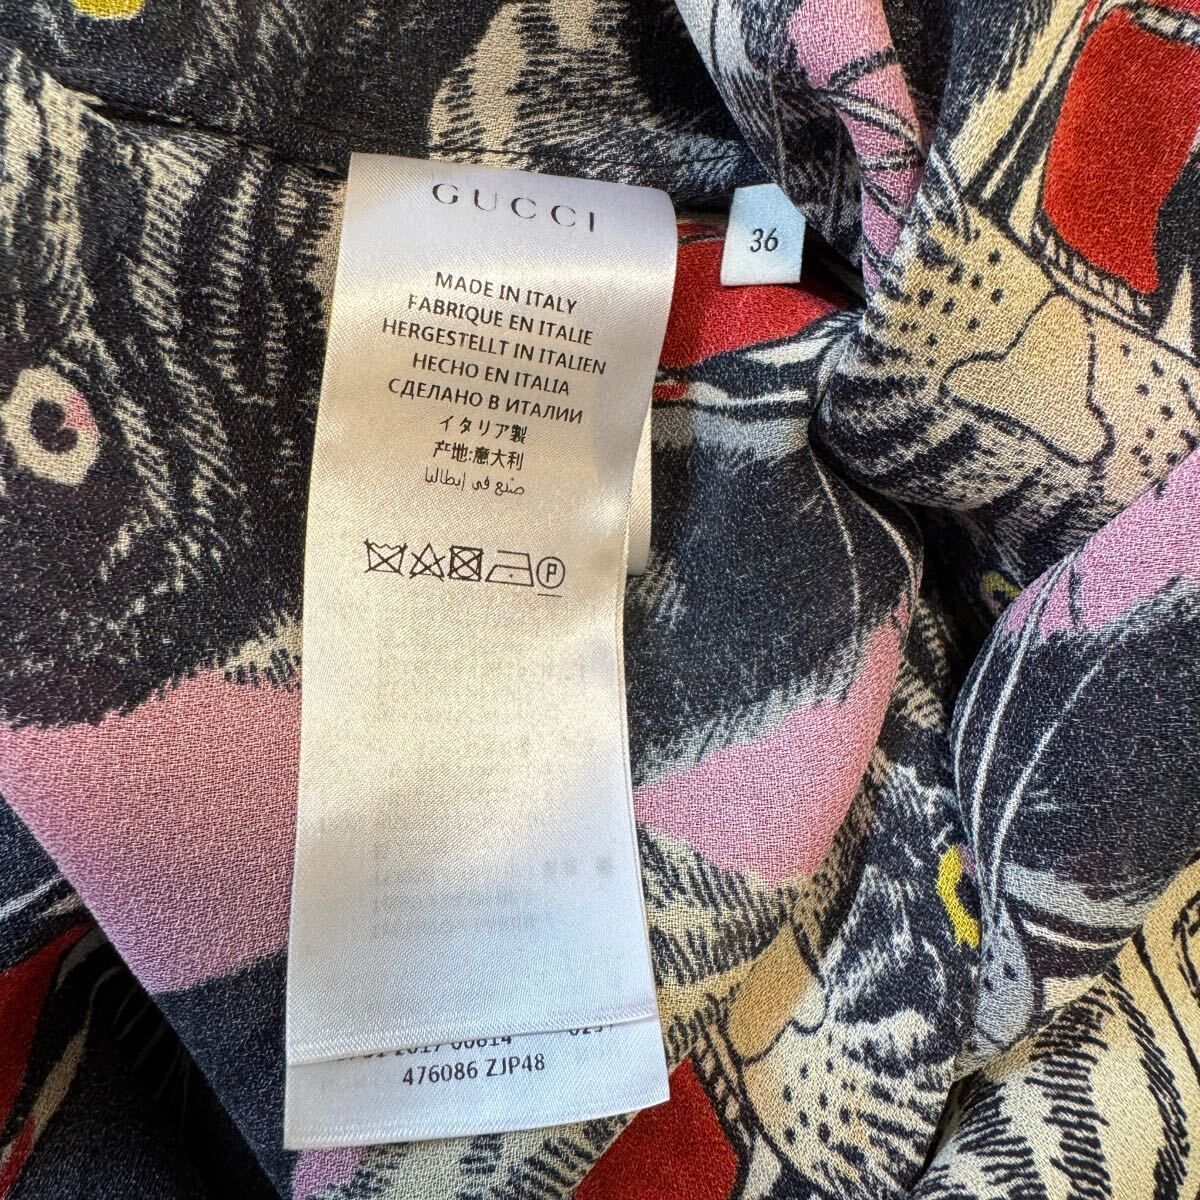 GUCCI
36
MADE IN ITALY
FABRIQUE EN ITALIE
HERGESTELLT IN ITALIEN
HECHO EN ITALIA
СДЕЛАНО В ИТАЛИИ
イタリア製
产地:意大利
صنع في إيطاليا
P
476086 ZJP48